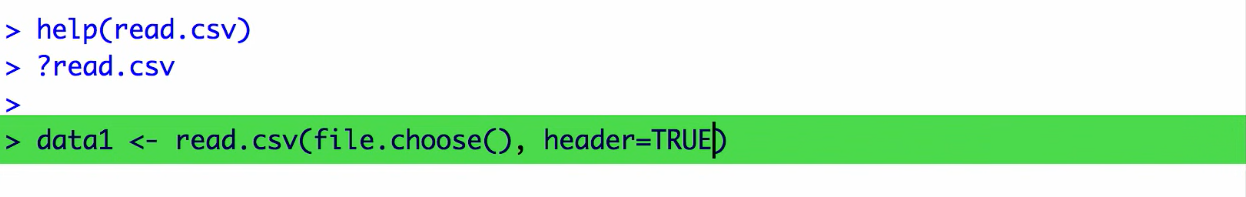 > help(read.csv)
> ?read.csv
>
> data1 <- read.csv(file.choose(), header=TRUE)